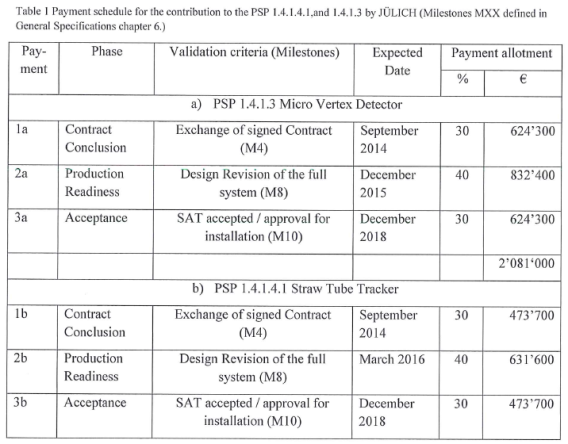 Table 1 Payment schedule for the contribution to the PSP 1.4.1.4.1,and 1.4.1.3 by JÜLICH (Milestones MXX defined in
General Specifications chapter 6.)
Pay-
ment
Phase
Validation criteria (Milestones)
Expected
Date
Payment allotment
%
€
a) PSP 1.4.1.3 Micro Vertex Detector
1a
Contract
Conclusion
Exchange of signed Contract
(M4)
September
2014
30
624'300
2a
Production
Readiness
Design Revision of the full
system (M8)
December
2015
40
832'400
3a
Acceptance
SAT accepted / approval for
installation (M10)
December
2018
30
624'300
2'081‘000
b) PSP 1.4.1.4.1 Straw Tube Tracker
1b
Contract
Conclusion
Exchange of signed Contract
(M4)
September
2014
30
473'700
2b
Production
Readiness
Design Revision of the full
system (M8)
March 2016
40
631'600
3b
Acceptance
SAT accepted / approval for
installation (M10)
December
2018
30
473'700